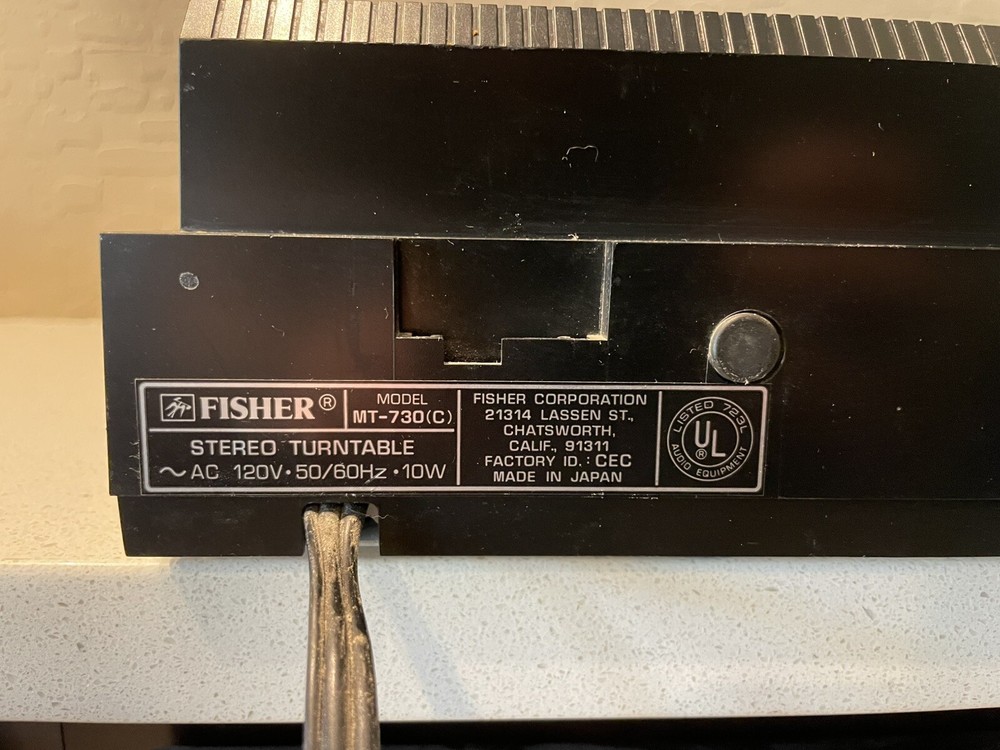 FISHER®
MODEL
MT-730(C)
STEREO TURNTABLE
~ AC 120V · 50/60Hz · 10W
FISHER CORPORATION
21314 LASSEN ST.,
CHATSWORTH,
CALIF., 91311
FACTORY ID. : CEC
MADE IN JAPAN
LISTED 723L
UL®
AUDIO EQUIPMENT